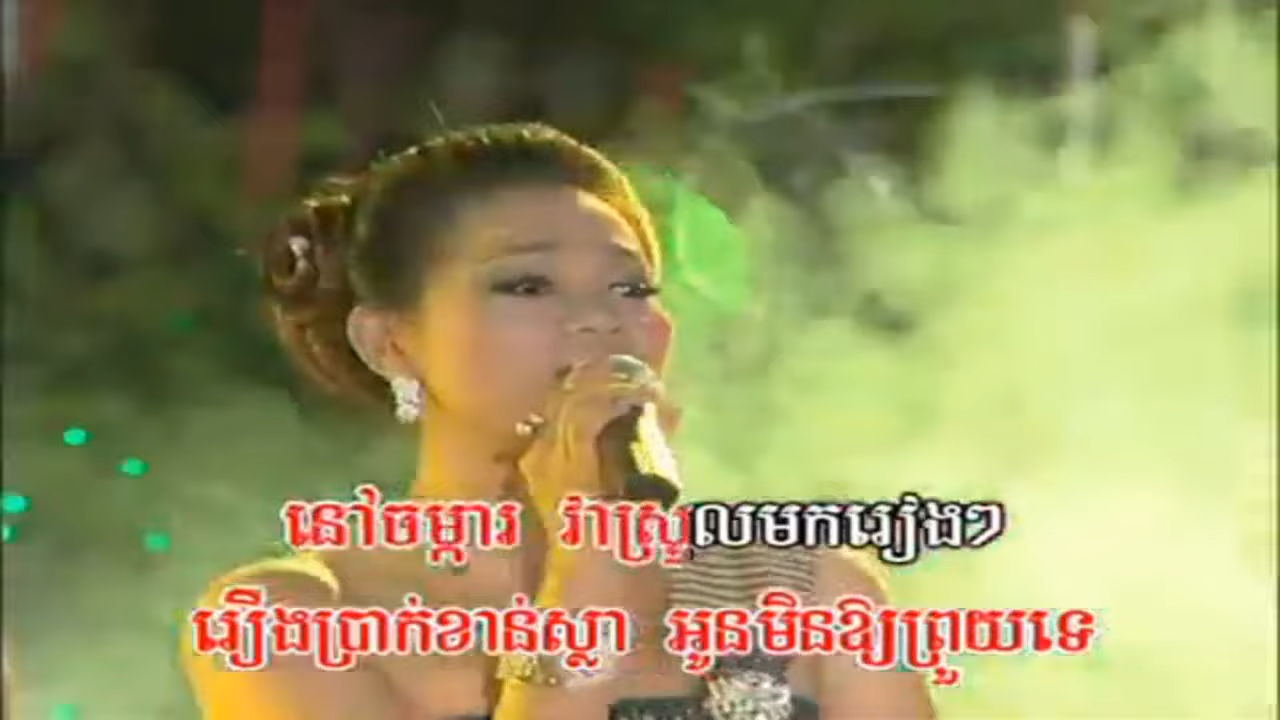 នៅចម្ការ វាស្រួលមករៀងៗ
រឿងប្រាក់ខាន់ស្លា អូនមិនឱ្យព្រួយទេ